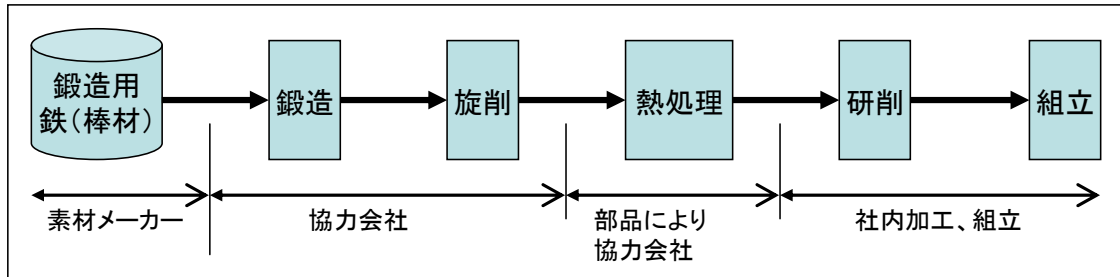 鍛造用
鉄（棒材）
鍛造
旋削
熱処理
研削
組立
素材メーカー
協力会社
部品により
協力会社
社内加工、組立